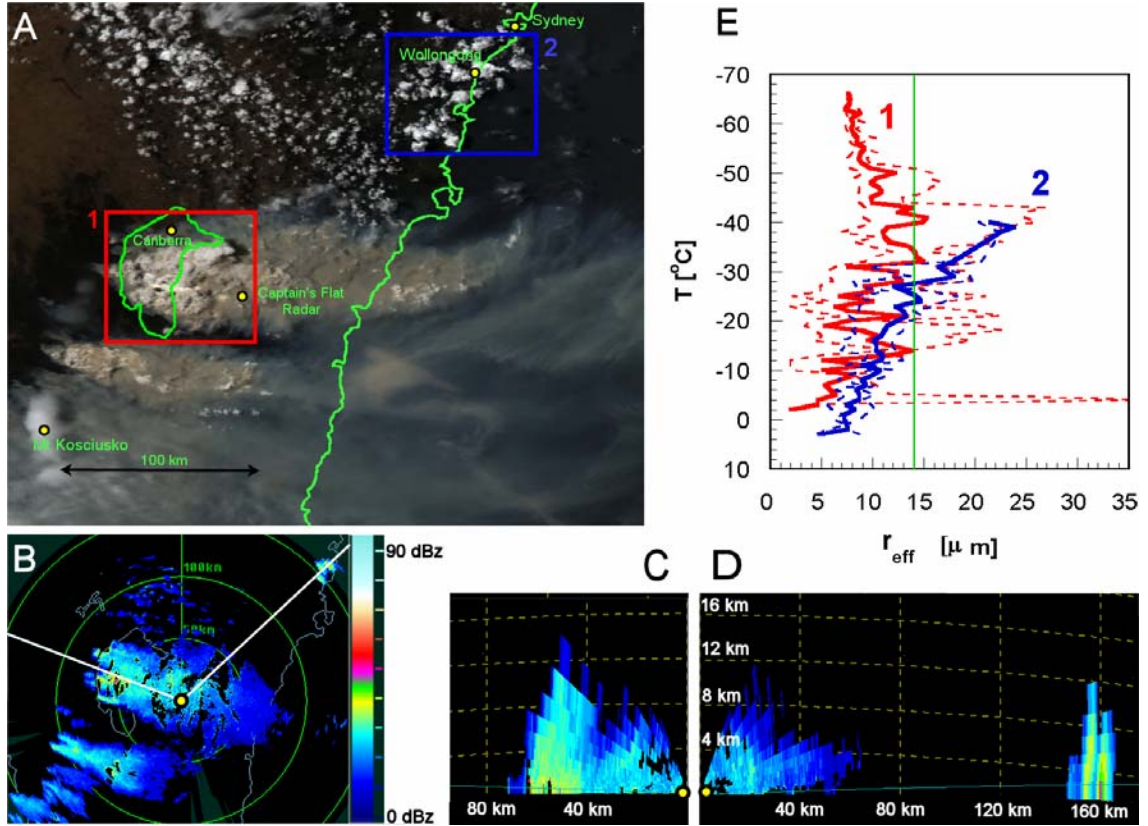 A
Sydney
Wollongong
2
1
Canberra
Captain's Flat
Radar
Mt Kosciusko
100 km
E
-70
-60
-50
-40
-30
-20
-10
0
10
T [°C]
1
2
0 5 10 15 20 25 30 35
r_eff [μ m]
B
90 dBz
100km
50km
0 dBz
C
80 km 40 km
D
16 km
12 km
8 km
4 km
40 km 80 km 120 km 160 km